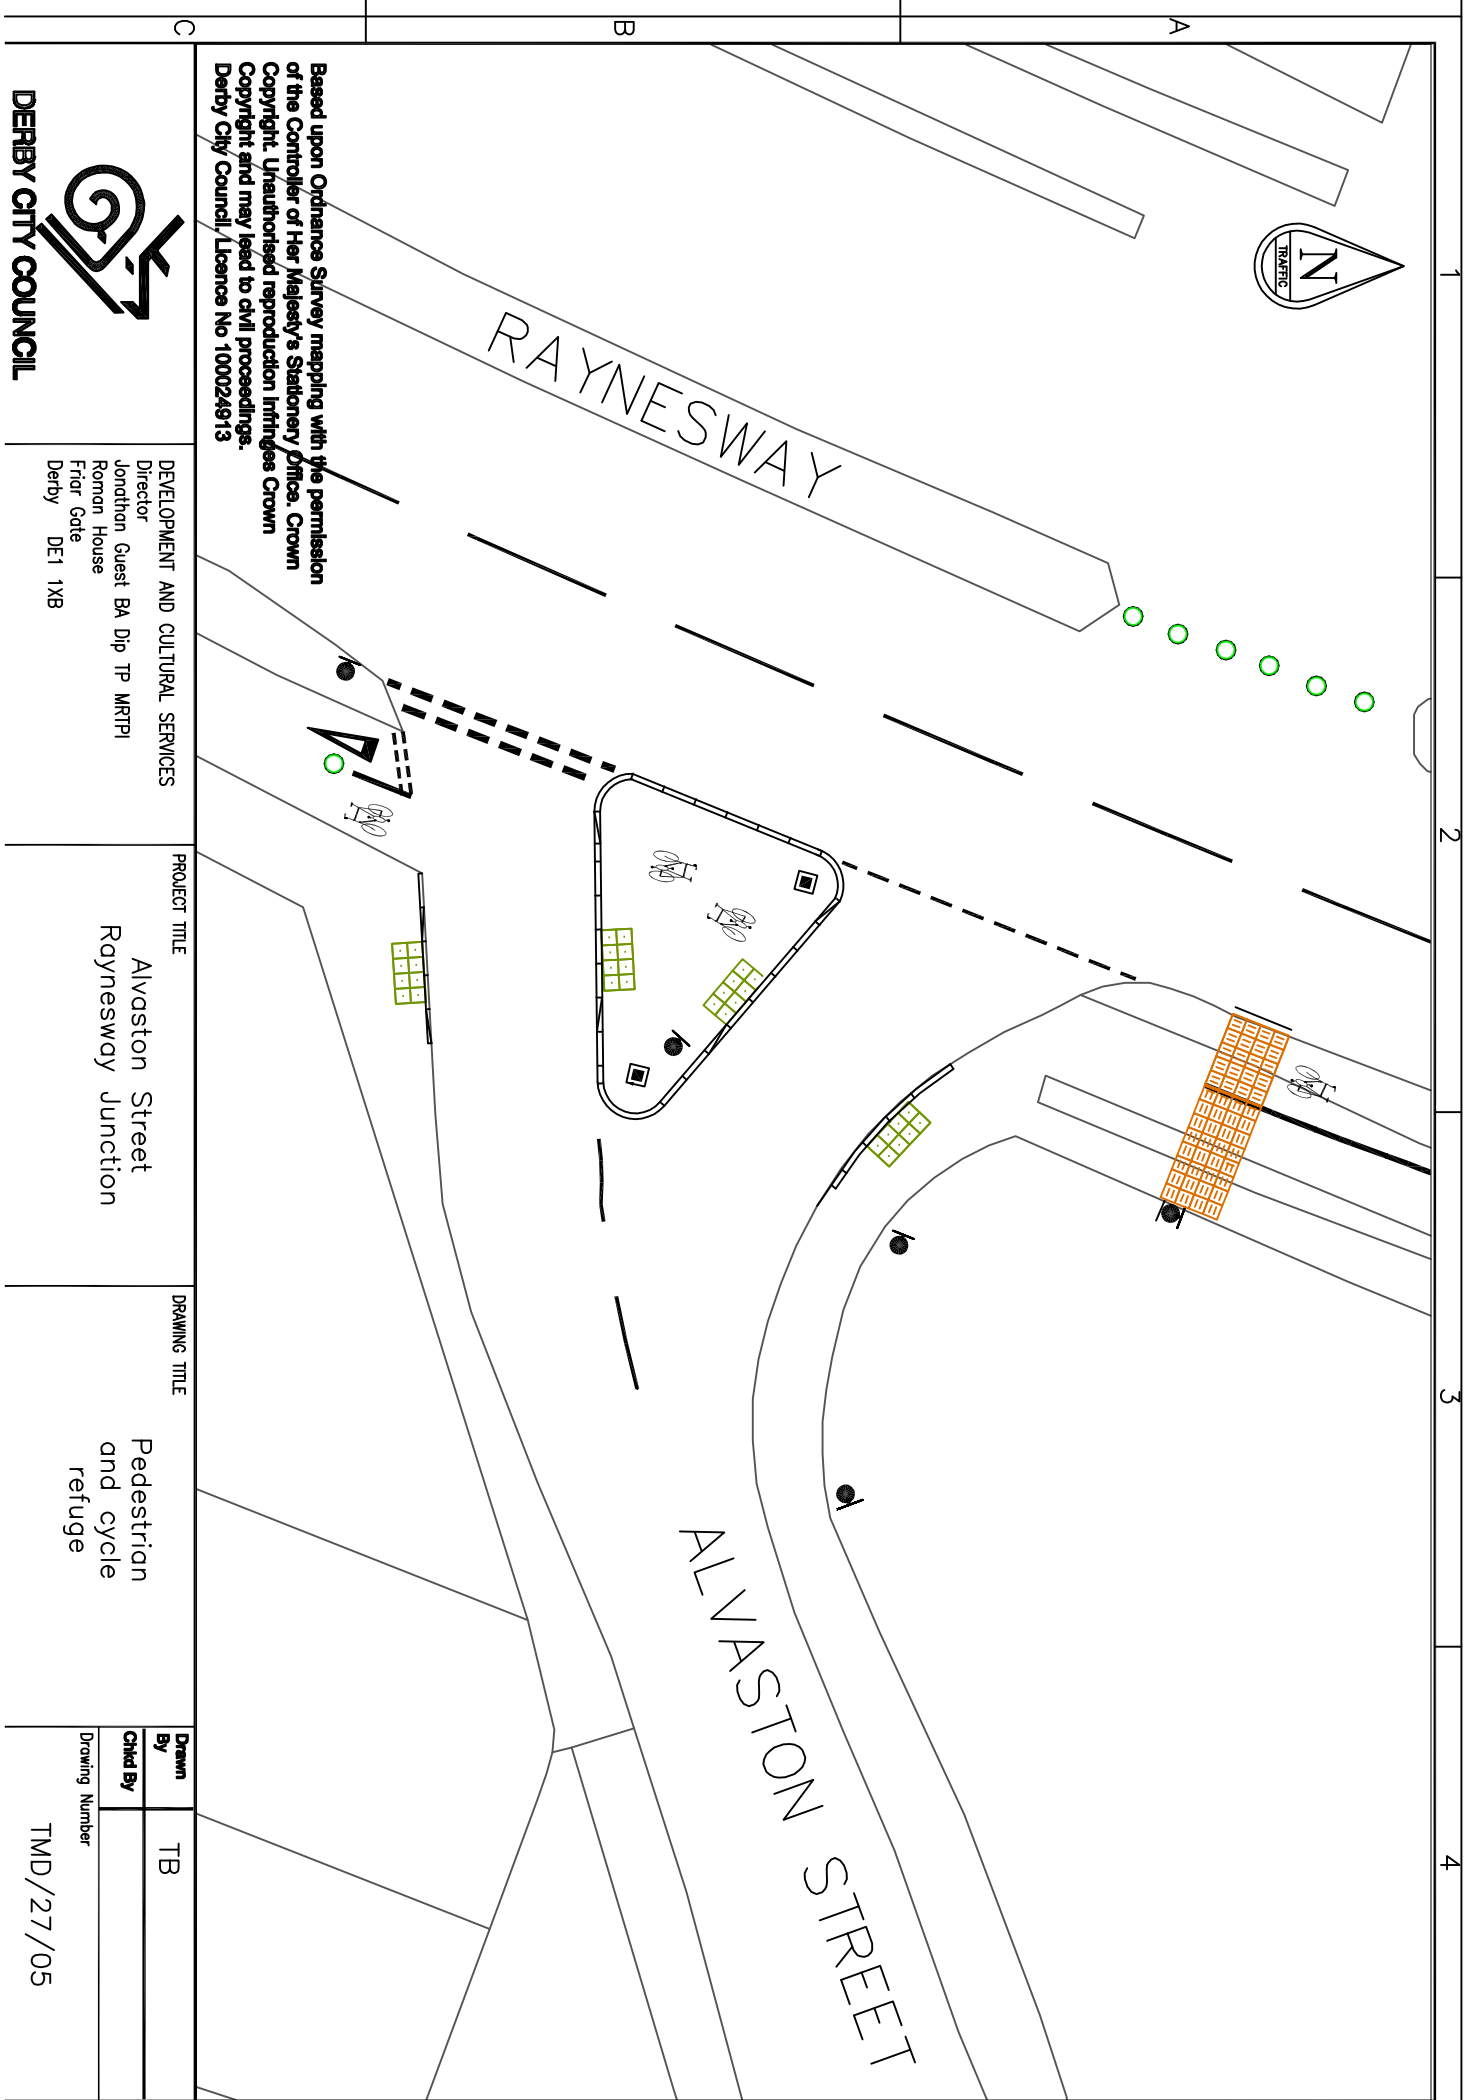 1
2
3
4
A
B
C
N
TRAFFIC
RAYNESWAY
ALVASTON STREET
Based upon Ordnance Survey mapping with the permission
of the Controller of Her Majesty's Stationery Office. Crown
Copyright. Unauthorised reproduction infringes Crown
Copyright and may lead to civil proceedings.
Derby City Council. Licence No 100024913
DERBY CITY COUNCIL
DEVELOPMENT AND CULTURAL SERVICES
Director
Jonathan Guest BA Dip TP MRTPI
Roman House
Friar Gate
Derby DE1 1XB
PROJECT TITLE
Alvaston Street
Raynesway Junction
DRAWING TITLE
Pedestrian
and cycle
refuge
Drawn
By
TB
Chkd By
Drawing Number
TMD/27/05